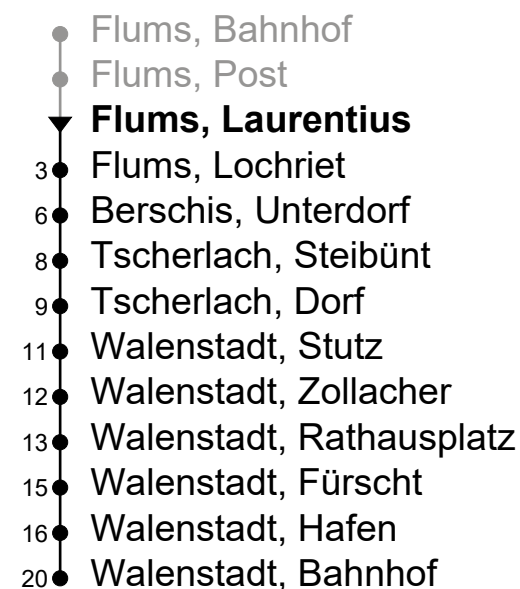 Flums, Bahnhof
Flums, Post
Flums, Laurentius
3 Flums, Lochriet
6 Berschis, Unterdorf
8 Tscherlach, Steibünt
9 Tscherlach, Dorf
11 Walenstadt, Stutz
12 Walenstadt, Zollacher
13 Walenstadt, Rathausplatz
15 Walenstadt, Fürscht
16 Walenstadt, Hafen
20 Walenstadt, Bahnhof